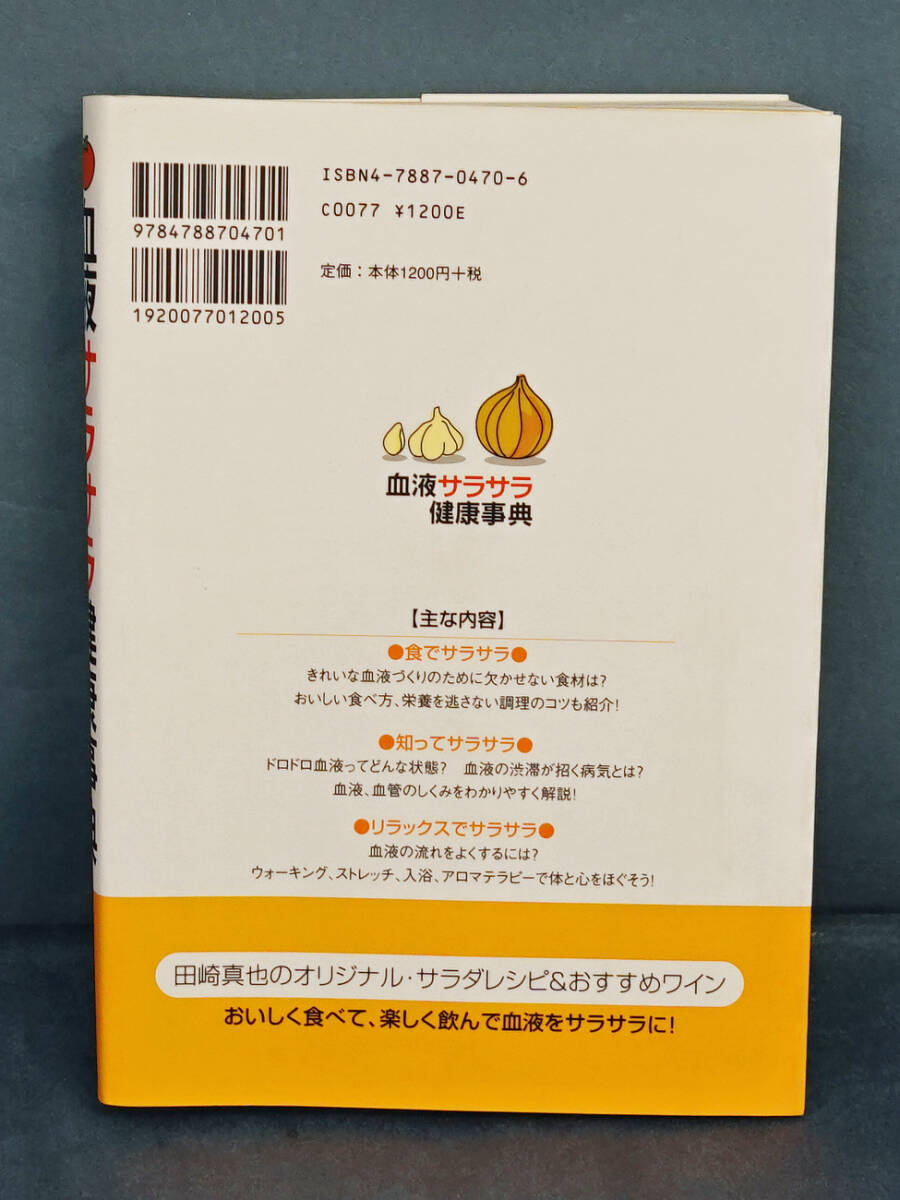 ISBN4-7887-0470-6
C0077 ¥1200E
9784788704701
定価：本体1200円+税
1920077012005
血液サラサラ
健康事典
【主な内容】
●食でサラサラ●
きれいな血液づくりのために欠かせない食材は?
おいしい食べ方、栄養を逃さない調理のコツも紹介!
●知ってサラサラ●
ドロドロ血液ってどんな状態? 血液の渋滞が招く病気とは?
血液、血管のしくみをわかりやすく解説!
●リラックスでサラサラ●
血液の流れをよくするには?
ウォーキング、ストレッチ、入浴、アロマテラピーで体と心をほぐそう!
田崎真也のオリジナル・サラダレシピ&おすすめワイン
おいしく食べて、楽しく飲んで血液をサラサラに!
血液サラサラ健康事典